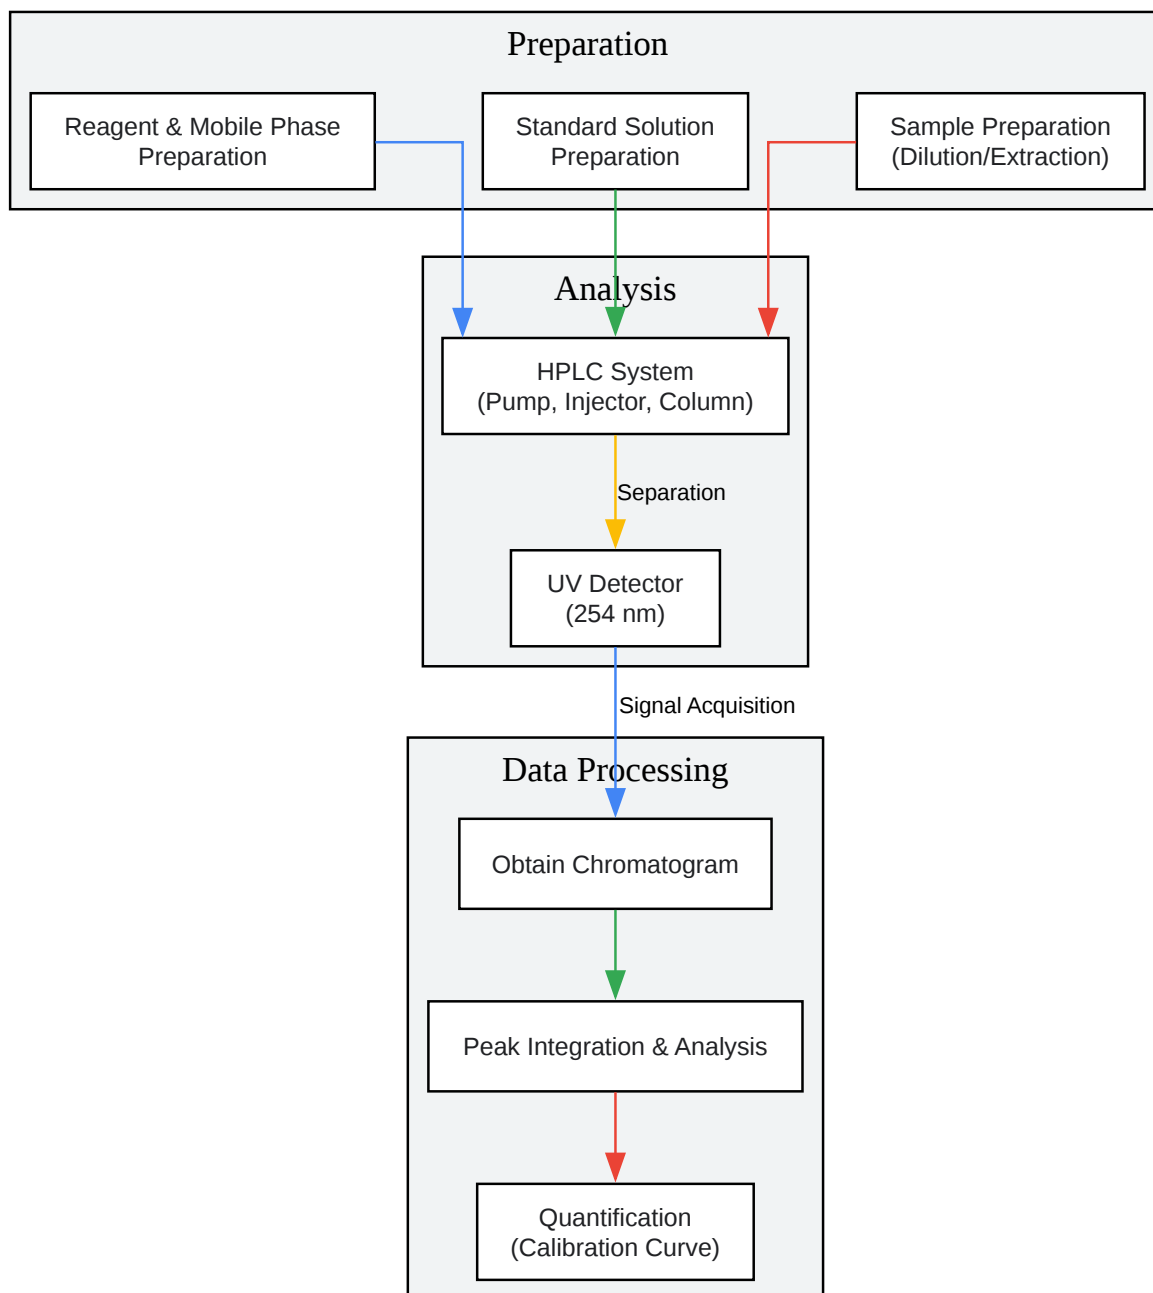 Preparation
Reagent & Mobile Phase
Preparation
Standard Solution
Preparation
Sample Preparation
(Dilution/Extraction)
Analysis
HPLC System
(Pump, Injector, Column)
Separation
UV Detector
(254 nm)
Signal Acquisition
Data Processing
Obtain Chromatogram
Peak Integration & Analysis
Quantification
(Calibration Curve)